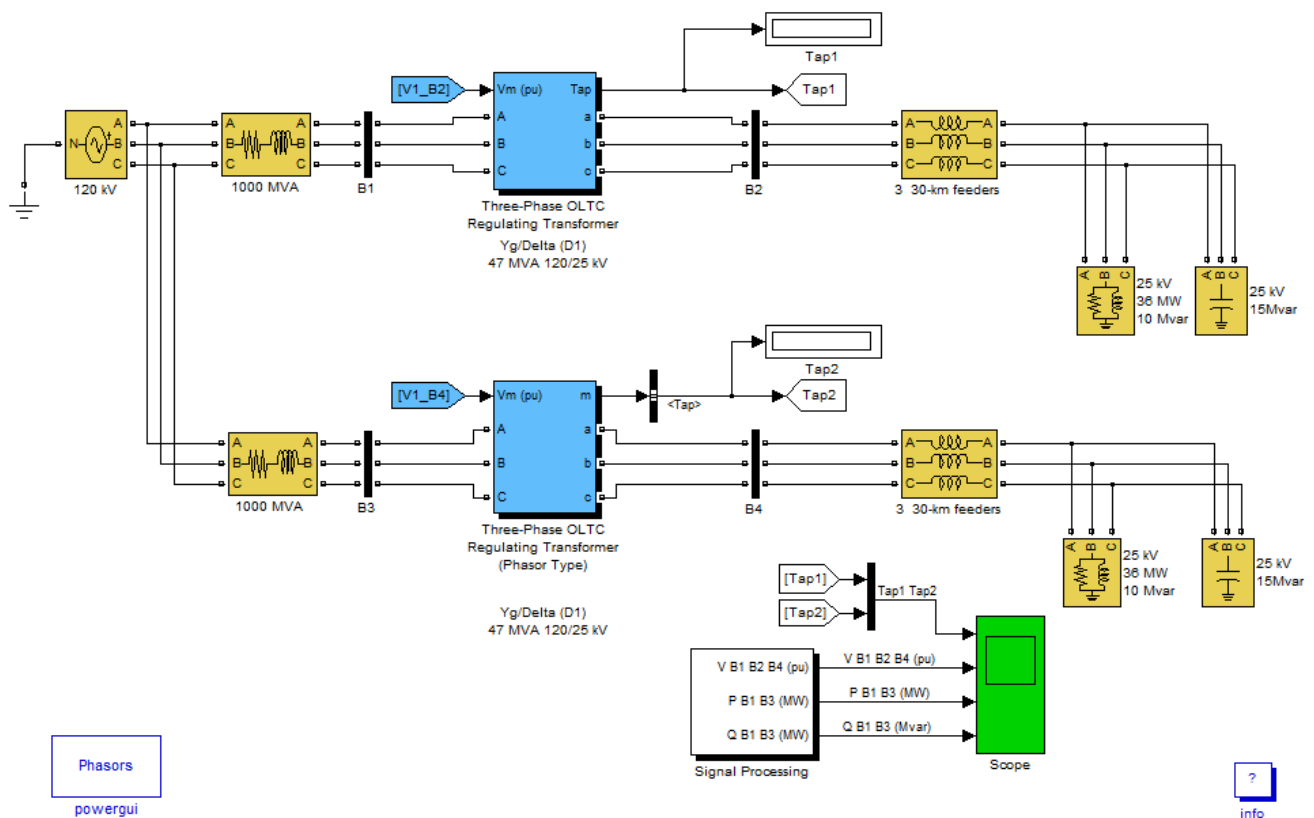 Tap1
[V1_B2]
Vm (pu)
Tap
Tap1
A
B
C
a
b
c
N
A
B
C
120 kV
A
B
C
A
B
C
1000 MVA
B1
Three-Phase OLTC
Regulating Transformer
Yg/Delta (D1)
47 MVA 120/25 kV
B2
A
B
C
A
B
C
3 30-km feeders
A B C
25 kV
36 MW
10 Mvar
A B C
25 kV
15Mvar
Tap2
[V1_B4]
Vm (pu)
m
<Tap>
Tap2
A
B
C
a
b
c
A
B
C
A
B
C
1000 MVA
B3
Three-Phase OLTC
Regulating Transformer
(Phasor Type)
Yg/Delta (D1)
47 MVA 120/25 kV
B4
A
B
C
A
B
C
3 30-km feeders
A B C
25 kV
36 MW
10 Mvar
A B C
25 kV
15Mvar
[Tap1]
[Tap2]
Tap1 Tap2
V B1 B2 B4 (pu)
P B1 B3 (MW)
Q B1 B3 (MW)
V B1 B2 B4 (pu)
P B1 B3 (MW)
Q B1 B3 (Mvar)
Signal Processing
Scope
Phasors
powergui
?
info